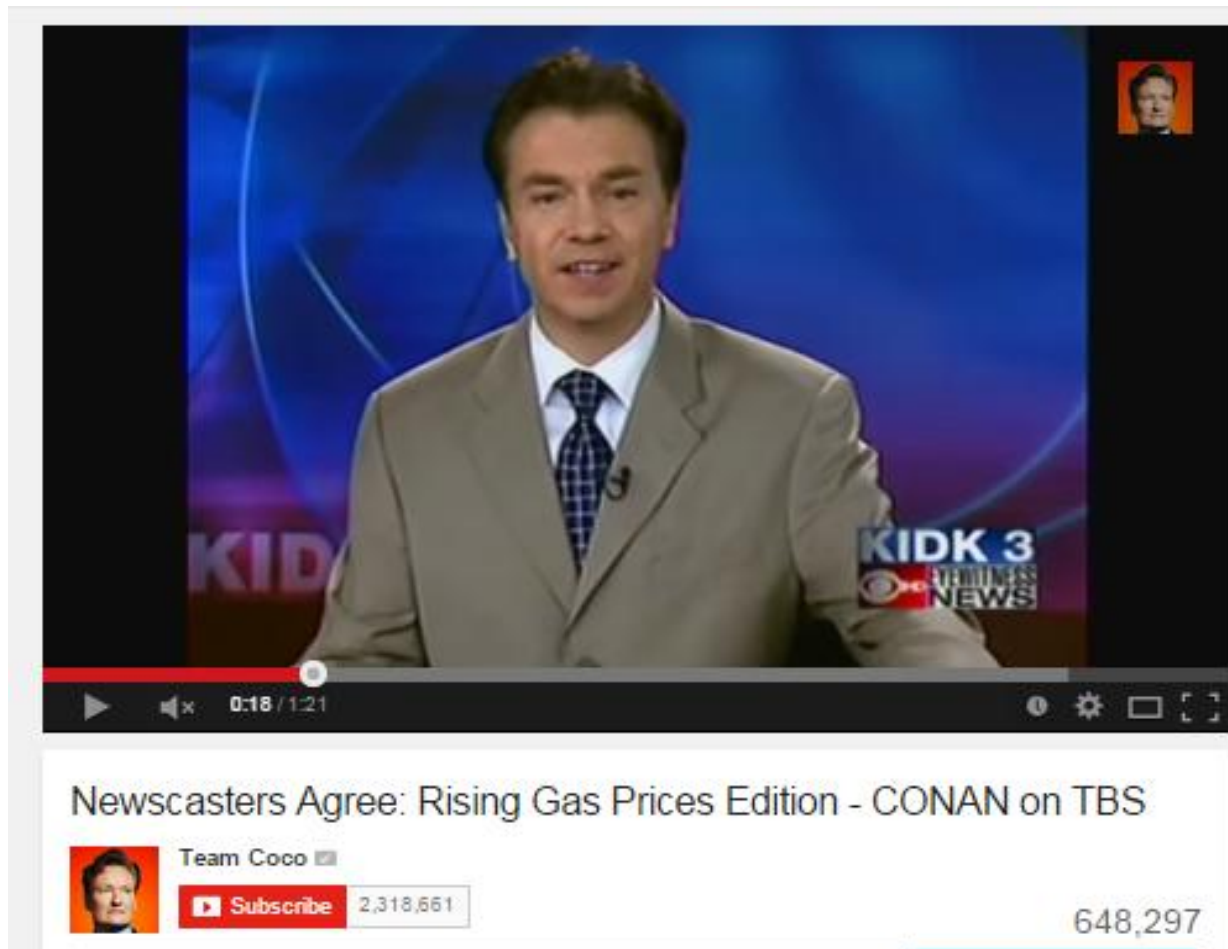 KID
KIDK 3
EYEWITNESS
NEWS
0:18 / 1:21
Newscasters Agree: Rising Gas Prices Edition - CONAN on TBS
Team Coco
Subscribe 2,318,661
648,297